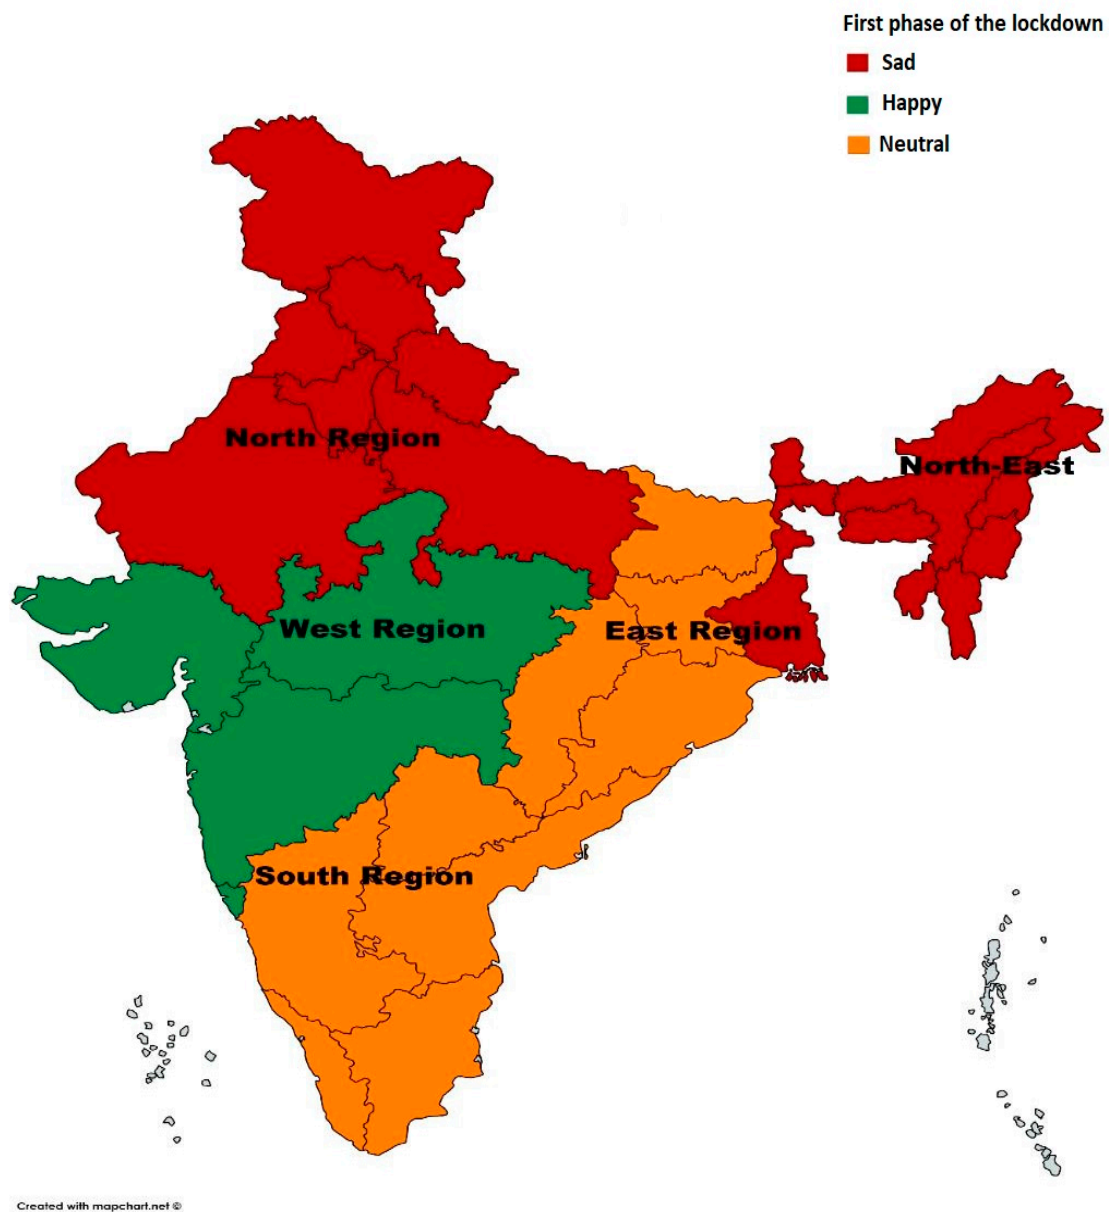 First phase of the lockdown
Sad
Happy
Neutral
North Region
North-East
West Region
East Region
South Region
Created with mapchart.net ©